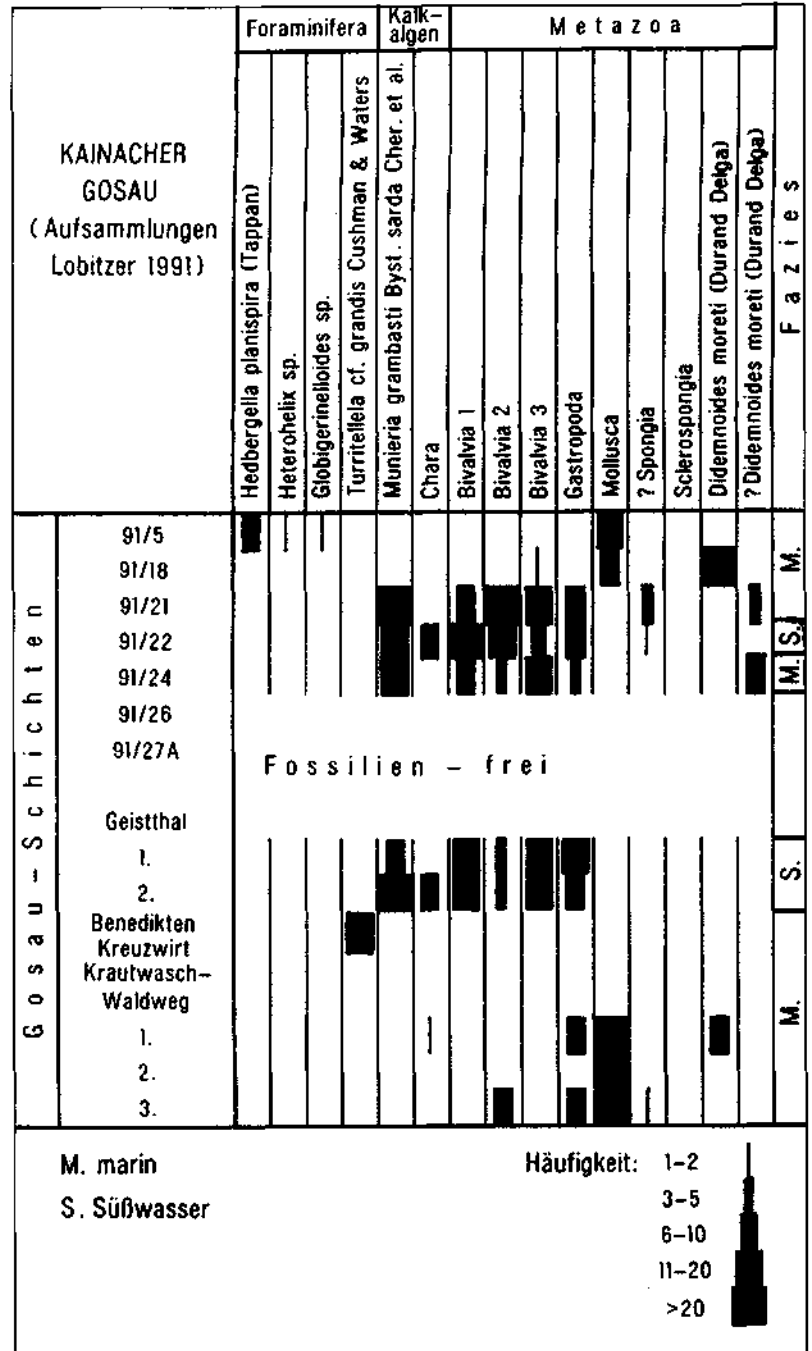 Foraminifera
Kalk-
algen
Metazoa
KAINACHER
GOSAU
(Aufsammlungen
Lobitzer 1991)
Hedbergella planispira (Tappan)
Heterohelix sp.
Globigerinelloides sp.
Turritellela cf. grandis Cushman & Waters
Munieria grambasti Byst. sarda Cher. et al.
Chara
Bivalvia 1
Bivalvia 2
Bivalvia 3
Gastropoda
Mollusca
? Spongia
Sclerospongia
Didemnoides moreti (Durand Delga)
? Didemnoides moreti (Durand Delga)
Fazies
Gosau-Schichten
91/5
91/18
91/21
91/22
91/24
91/26
91/27A
Fossilien - frei
Geistthal
1.
2.
Benedikten
Kreuzwirt
Krautwasch-
Waldweg
1.
2.
3.
M.
(S.)
M.
S.
M.
M. marin
S. Süßwasser
Häufigkeit: 1-2
3-5
6-10
11-20
>20